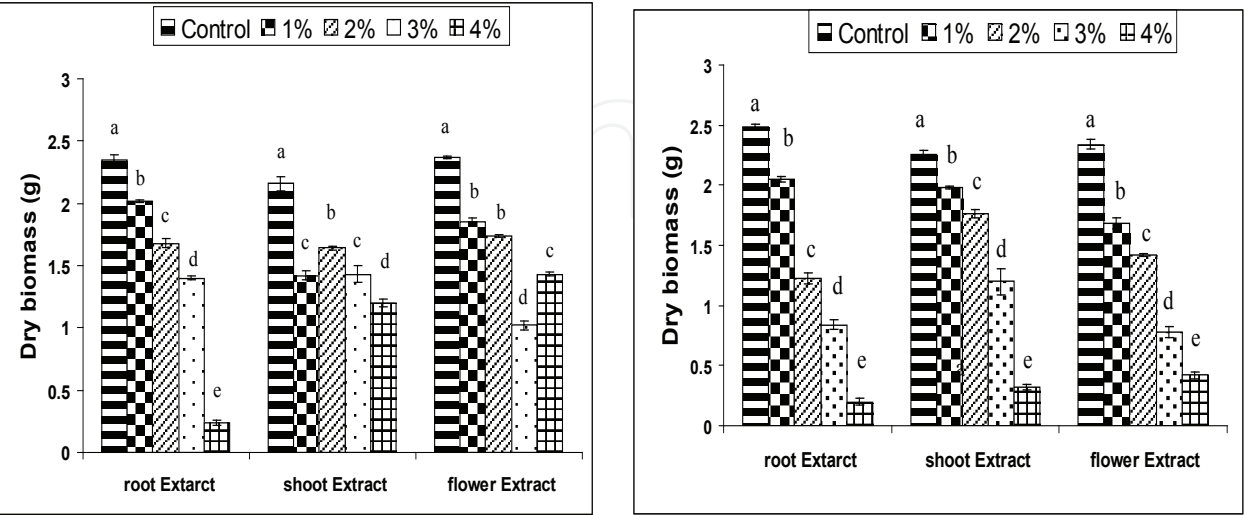 Control 1% 2% 3% 4%
Dry biomass (g)
3
2.5
2
1.5
1
0.5
0
a b c d e
a c b c d
a b b d c
root Extarct shoot Extract flower Extract
Control 1% 2% 3% 4%
Dry biomass (g)
3
2.5
2
1.5
1
0.5
0
a b c d e
a b c d e
a b c d e
root Extarct shoot Extract flower Extract